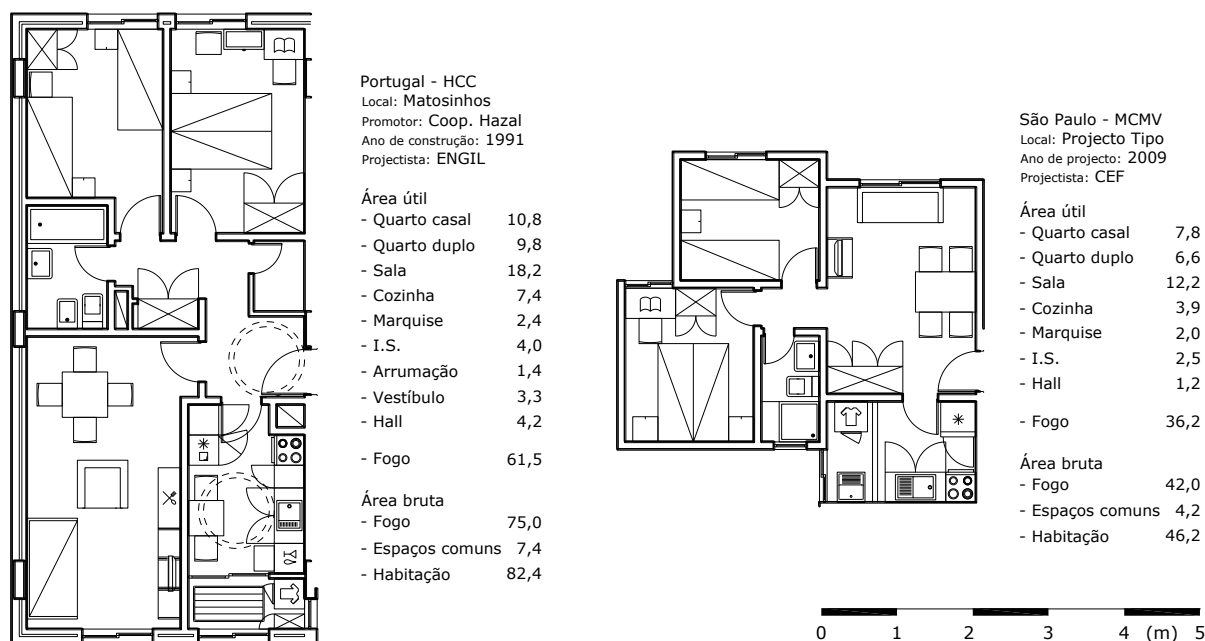 Portugal - HCC
Local: Matosinhos
Promotor: Coop. Hazal
Ano de construção: 1991
Projectista: ENGIL
Área útil
- Quarto casal 10,8
- Quarto duplo 9,8
- Sala 18,2
- Cozinha 7,4
- Marquise 2,4
- I.S. 4,0
- Arrumação 1,4
- Vestíbulo 3,3
- Hall 4,2
- Fogo 61,5
Área bruta
- Fogo 75,0
- Espaços comuns 7,4
- Habitação 82,4
São Paulo - MCMV
Local: Projecto Tipo
Ano de projecto: 2009
Projectista: CEF
Área útil
- Quarto casal 7,8
- Quarto duplo 6,6
- Sala 12,2
- Cozinha 3,9
- Marquise 2,0
- I.S. 2,5
- Hall 1,2
- Fogo 36,2
Área bruta
- Fogo 42,0
- Espaços comuns 4,2
- Habitação 46,2
0 1 2 3 4 (m) 5